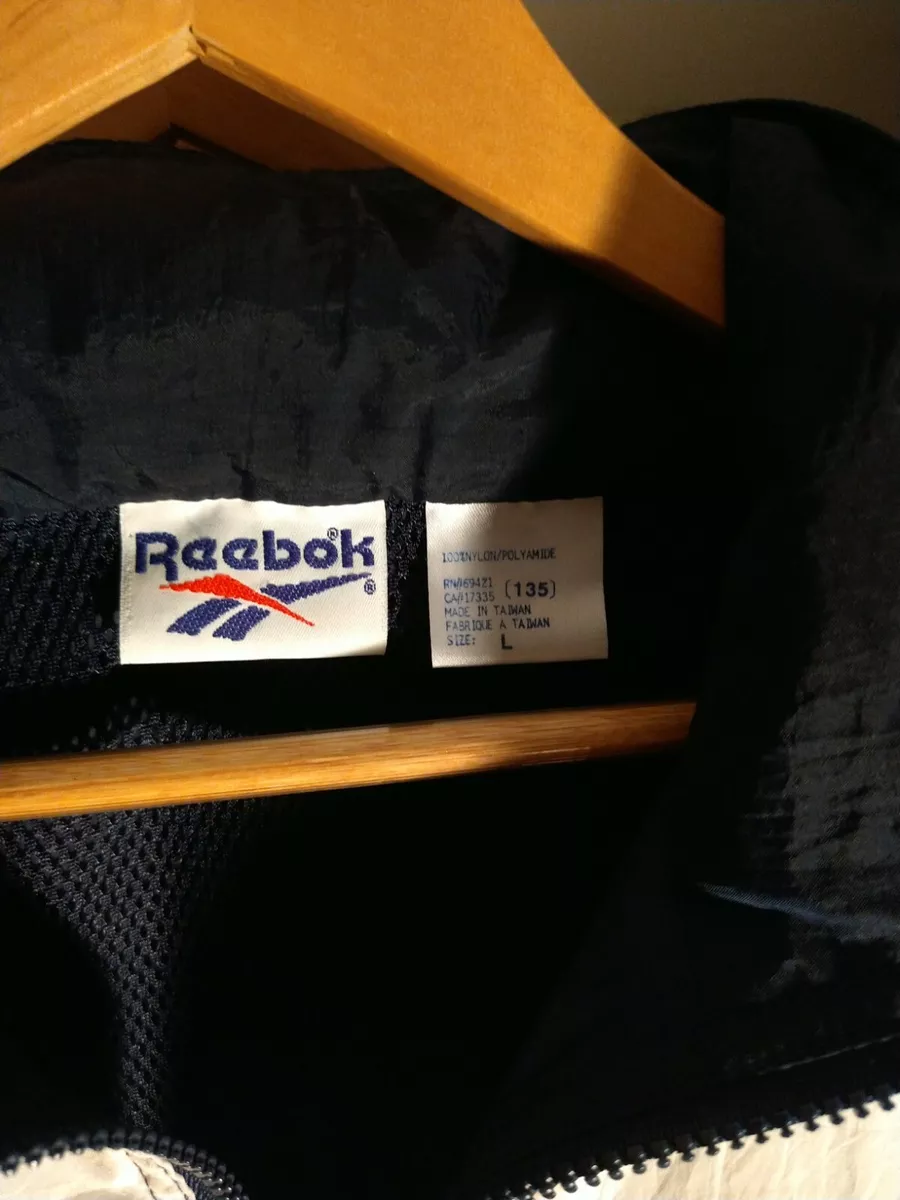 Reebok®
®
100%NYLON/POLYAMIDE
RN#69421
CA#17335 (135)
MADE IN TAIWAN
FABRIQUE A TAIWAN
SIZE: L